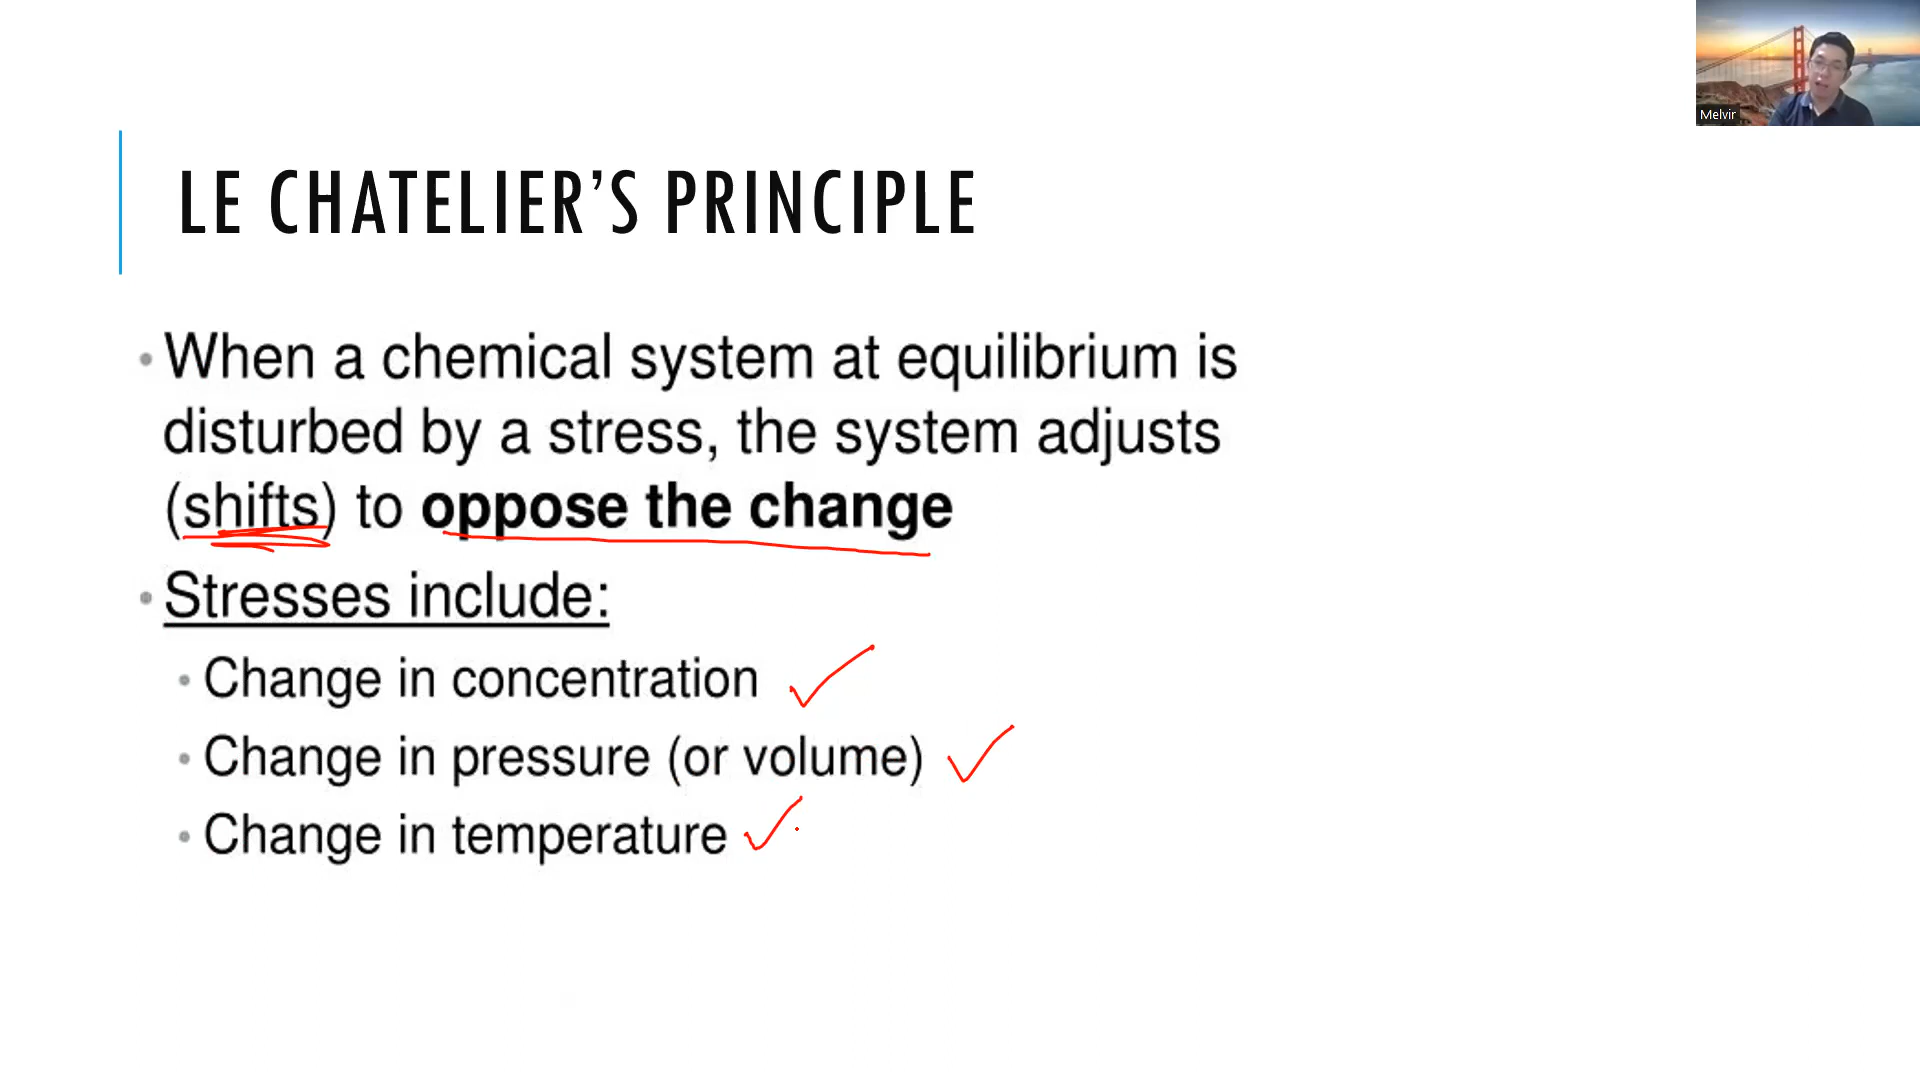 Melvir
LE CHATELIER’S PRINCIPLE
• When a chemical system at equilibrium is
disturbed by a stress, the system adjusts
(shifts) to oppose the change
• Stresses include:
• Change in concentration
• Change in pressure (or volume)
• Change in temperature